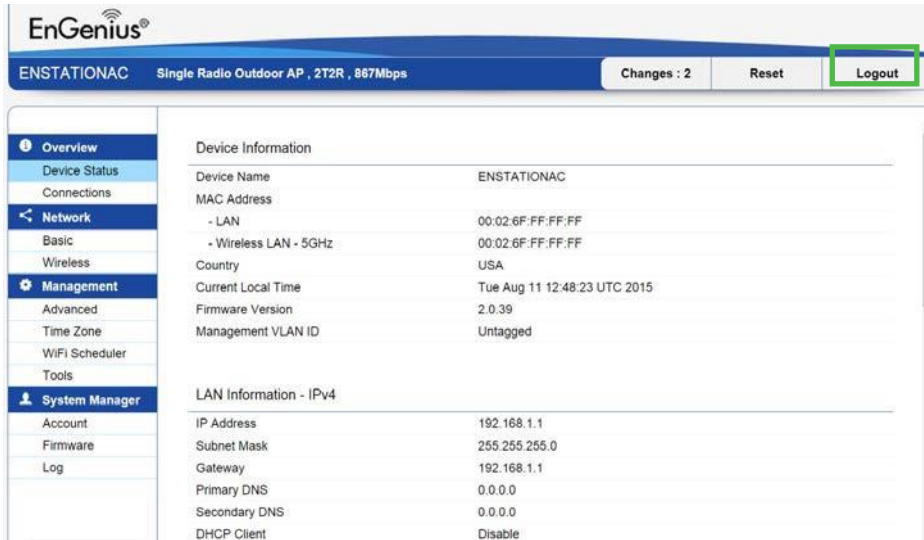 EnGenius®
ENSTATIONAC Single Radio Outdoor AP , 2T2R , 867Mbps Changes : 2 Reset Logout
Overview
Device Status
Connections
Network
Basic
Wireless
Management
Advanced
Time Zone
WiFi Scheduler
Tools
System Manager
Account
Firmware
Log
Device Information
Device Name ENSTATIONAC
MAC Address
- LAN 00:02:6F:FF:FF:FF
- Wireless LAN - 5GHz 00:02:6F:FF:FF:FF
Country USA
Current Local Time Tue Aug 11 12:48:23 UTC 2015
Firmware Version 2.0.39
Management VLAN ID Untagged
LAN Information - IPv4
IP Address 192.168.1.1
Subnet Mask 255.255.255.0
Gateway 192.168.1.1
Primary DNS 0.0.0.0
Secondary DNS 0.0.0.0
DHCP Client Disable